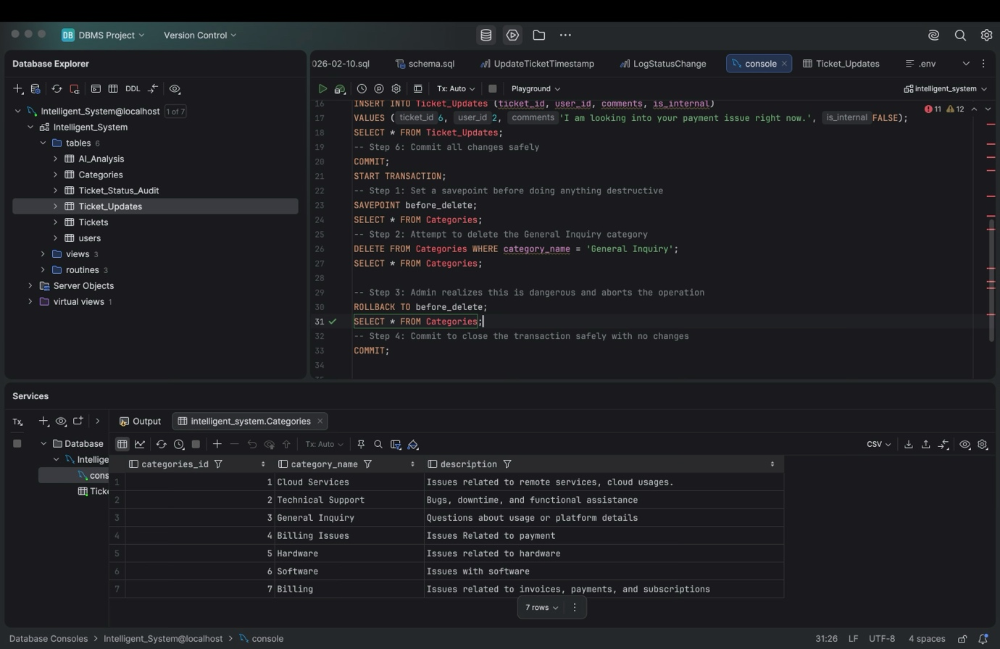 DB DBMS Project Version Control
Database Explorer
026-02-10.sql schema.sql UpdateTicketTimestamp LogStatusChange console Ticket_Updates .env
DDL
Tx: Auto Playground intelligent_system
Intelligent_System@localhost 1 of 7
Intelligent_System
tables 6
AI_Analysis
Categories
Ticket_Status_Audit
Ticket_Updates
Tickets
users
views 3
routines 3
Server Objects
virtual views 1
11 12
16 INSERT INTO Ticket_Updates (ticket_id, user_id, comments, is_internal)
17 VALUES ( ticket_id 6, user_id 2, comments 'I am looking into your payment issue right now.', is_internal FALSE);
18 SELECT * FROM Ticket_Updates;
19 -- Step 6: Commit all changes safely
20 COMMIT;
21 START TRANSACTION;
22 -- Step 1: Set a savepoint before doing anything destructive
23 SAVEPOINT before_delete;
24 SELECT * FROM Categories;
25 -- Step 2: Attempt to delete the General Inquiry category
26 DELETE FROM Categories WHERE category_name = 'General Inquiry';
27 SELECT * FROM Categories;
28
29 -- Step 3: Admin realizes this is dangerous and aborts the operation
30 ROLLBACK TO before_delete;
31 SELECT * FROM Categories;
32 -- Step 4: Commit to close the transaction safely with no changes
33 COMMIT;
34
Services
Tx
Output intelligent_system.Categories
Database
Intellige
cons
Ticke
Tx: Auto CSV
categories_id category_name description
1 1 Cloud Services Issues related to remote services, cloud usages.
2 2 Technical Support Bugs, downtime, and functional assistance
3 3 General Inquiry Questions about usage or platform details
4 4 Billing Issues Issues Related to payment
5 5 Hardware Issues related to hardware
6 6 Software Issues with software
7 7 Billing Issues related to invoices, payments, and subscriptions
7 rows
Database Consoles Intelligent_System@localhost console 31:26 LF UTF-8 4 spaces